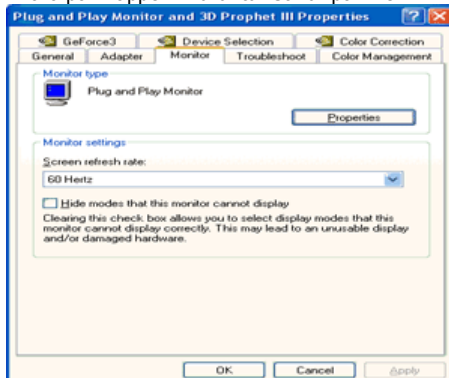 Plug and Play Monitor and 3D Prophet III Properties
GeForce3 Device Selection Color Correction
General Adapter Monitor Troubleshoot Color Management
Monitor type
Plug and Play Monitor
Properties
Monitor settings
Screen refresh rate:
60 Hertz
Hide modes that this monitor cannot display
Clearing this check box allows you to select display modes that this
monitor cannot display correctly. This may lead to an unusable display
and/or damaged hardware.
OK Cancel Apply